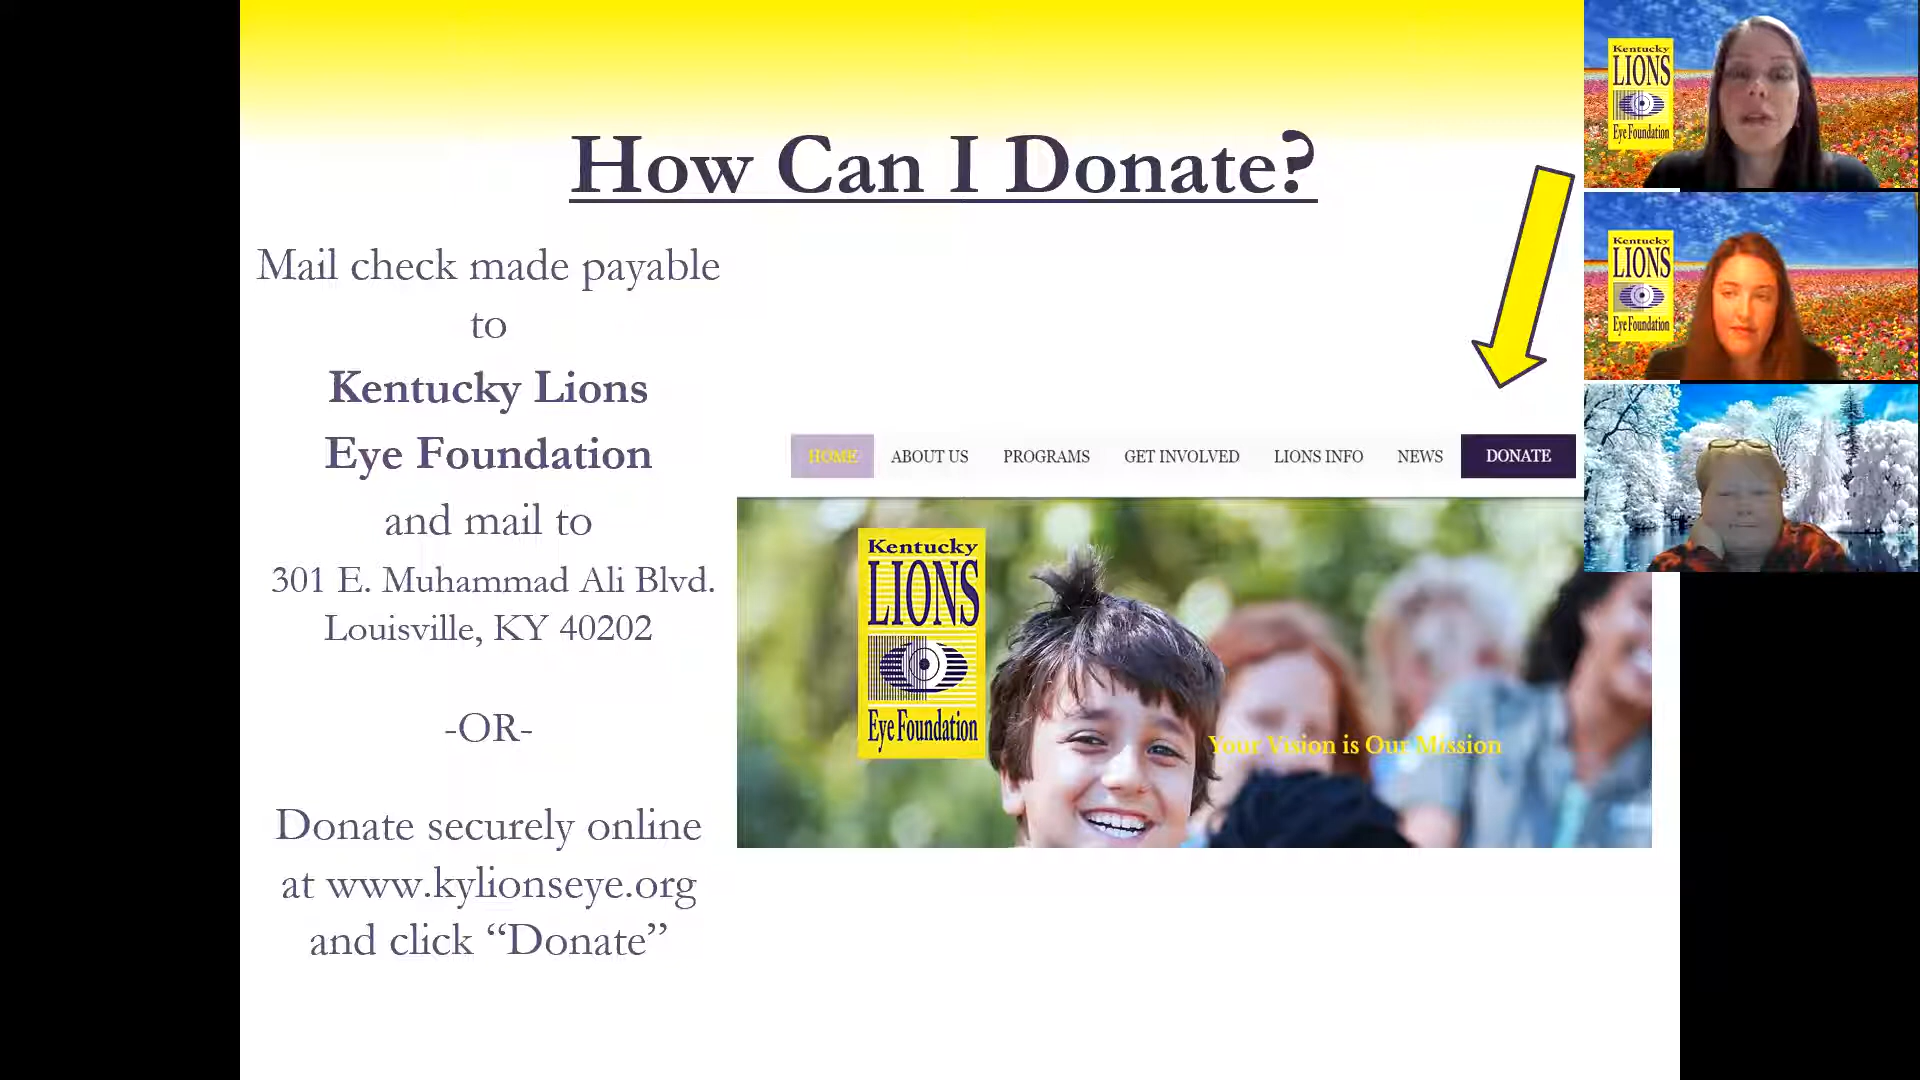 How Can I Donate?
Mail check made payable
to
Kentucky Lions
Eye Foundation
and mail to
301 E. Muhammad Ali Blvd.
Louisville, KY 40202
-OR-
Donate securely online
at www.kylionseye.org
and click “Donate”
HOME ABOUT US PROGRAMS GET INVOLVED LIONS INFO NEWS DONATE
Kentucky
LIONS
Eye Foundation
Your Vision is Our Mission
Kentucky
LIONS
Eye Foundation
Kentucky
LIONS
Eye Foundation